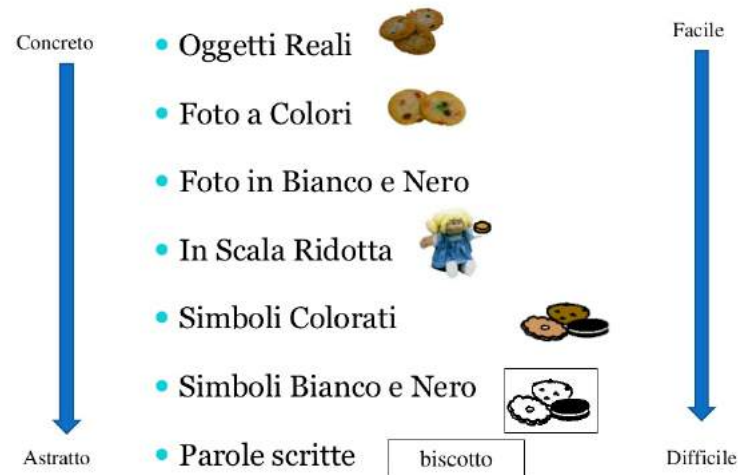 Concreto
Facile
Oggetti Reali
Foto a Colori
Foto in Bianco e Nero
In Scala Ridotta
Simboli Colorati
Simboli Bianco e Nero
Astratto
Parole scritte
biscotto
Difficile